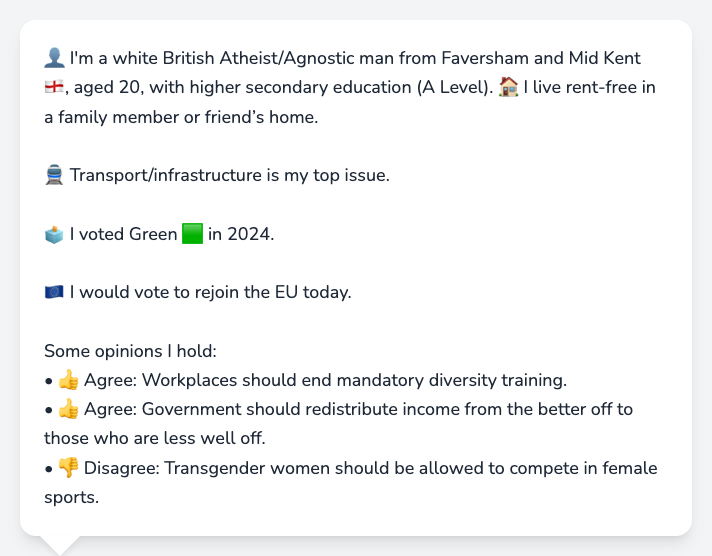 👤 I'm a white British Atheist/Agnostic man from Faversham and Mid Kent
🏴󠁧󠁢󠁥󠁮󠁧󠁿, aged 20, with higher secondary education (A Level). 🏠 I live rent-free in
a family member or friend’s home.
🚆 Transport/infrastructure is my top issue.
🗳️ I voted Green 🟩 in 2024.
🇪🇺 I would vote to rejoin the EU today.
Some opinions I hold:
• 👍 Agree: Workplaces should end mandatory diversity training.
• 👍 Agree: Government should redistribute income from the better off to
those who are less well off.
• 👎 Disagree: Transgender women should be allowed to compete in female
sports.